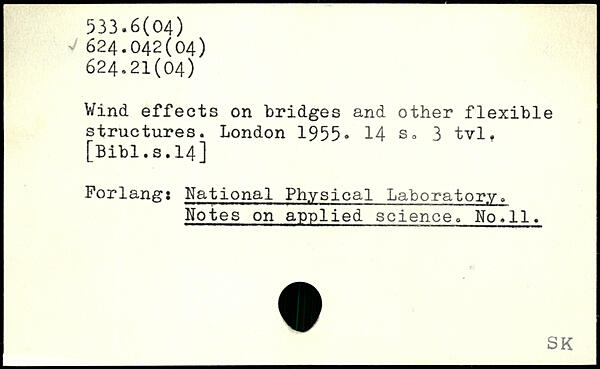 533.6(04)
✓ 624.042(04)
624.21(04)
Wind effects on bridges and other flexible
structures. London 1955. 14 s. 3 tvl.
[Bibl.s.14]
Forlang: National Physical Laboratory.
Notes on applied science. No.11.
SK